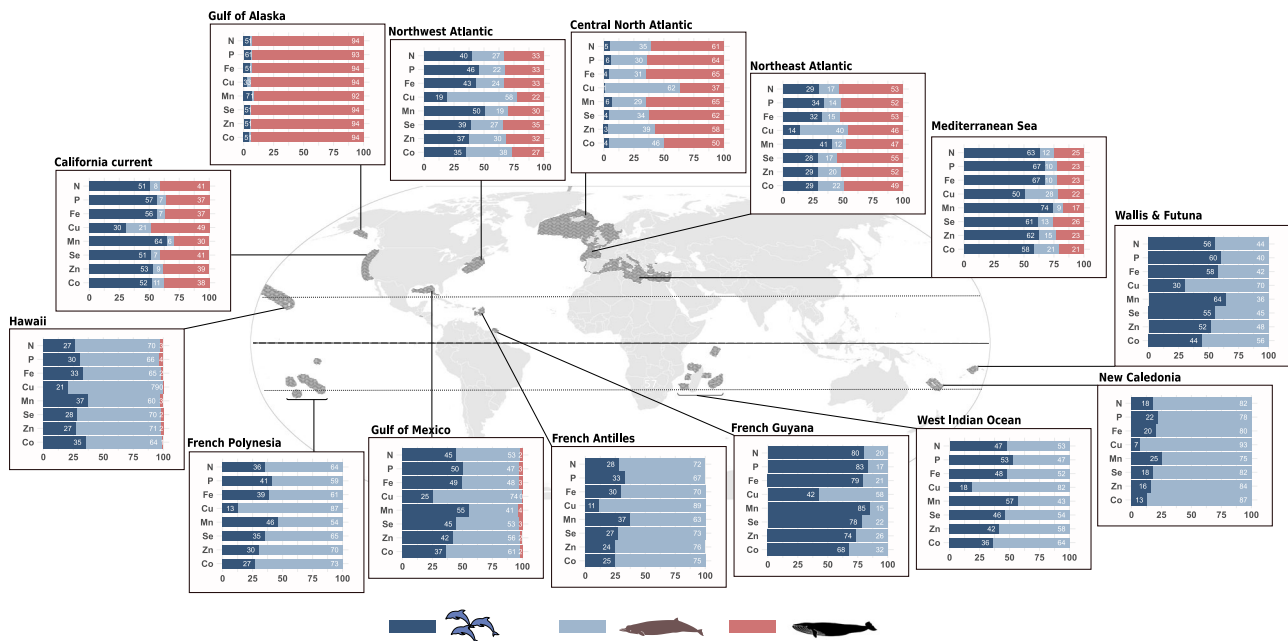 Gulf of Alaska
N 5 1 94
P 6 1 93
Fe 5 1 94
Cu 94
Mn 7 1 92
Se 5 1 94
Zn 5 1 94
Co 5 94
0 25 50 75 100
Northwest Atlantic
N 40 27 33
P 46 22 33
Fe 43 24 33
Cu 19 58 22
Mn 50 19 30
Se 39 27 35
Zn 37 30 32
Co 35 38 27
0 25 50 75 100
Central North Atlantic
N 5 35 61
P 6 30 64
Fe 4 31 65
Cu 62 37
Mn 6 29 65
Se 4 34 62
Zn 3 39 58
Co 4 46 50
0 25 50 75 100
Northeast Atlantic
N 29 17 53
P 34 14 52
Fe 32 15 53
Cu 14 40 46
Mn 41 12 47
Se 28 17 55
Zn 29 20 52
Co 29 22 49
0 25 50 75 100
Mediterranean Sea
N 63 12 25
P 67 10 23
Fe 67 10 23
Cu 50 28 22
Mn 74 9 17
Se 61 13 26
Zn 62 15 23
Co 58 21 21
0 25 50 75 100
California current
N 51 8 41
P 57 7 37
Fe 56 7 37
Cu 30 21 49
Mn 64 6 30
Se 51 7 41
Zn 53 9 39
Co 52 11 38
0 25 50 75 100
Wallis & Futuna
N 56 44
P 60 40
Fe 58 42
Cu 30 70
Mn 64 36
Se 55 45
Zn 52 48
Co 44 56
0 25 50 75 100
Hawaii
N 27 70 3
P 30 66 4
Fe 33 65 2
Cu 21 79 0
Mn 37 60 3
Se 28 70 2
Zn 27 71 2
Co 35 64 1
0 25 50 75 100
French Polynesia
N 36 64
P 41 59
Fe 39 61
Cu 13 87
Mn 46 54
Se 35 65
Zn 30 70
Co 27 73
0 25 50 75 100
Gulf of Mexico
N 45 53 2
P 50 47 3
Fe 49 48 3
Cu 25 74 0
Mn 55 41 4
Se 45 53 3
Zn 42 56 2
Co 37 61 2
0 25 50 75 100
French Antilles
N 28 72
P 33 67
Fe 30 70
Cu 11 89
Mn 37 63
Se 27 73
Zn 24 76
Co 25 75
0 25 50 75 100
French Guyana
N 80 20
P 83 17
Fe 79 21
Cu 42 58
Mn 85 15
Se 78 22
Zn 74 26
Co 68 32
0 25 50 75 100
West Indian Ocean
N 47 53
P 53 47
Fe 48 52
Cu 18 82
Mn 57 43
Se 46 54
Zn 42 58
Co 36 64
0 25 50 75 100
New Caledonia
N 18 82
P 22 78
Fe 20 80
Cu 7 93
Mn 25 75
Se 18 82
Zn 16 84
Co 13 87
0 25 50 75 100